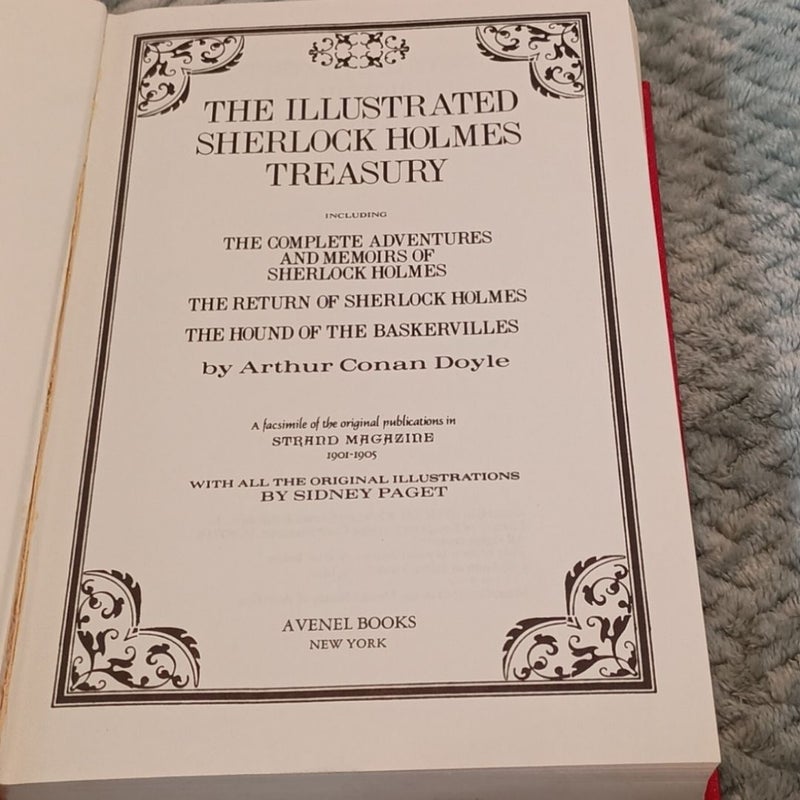 THE ILLUSTRATED
SHERLOCK HOLMES
TREASURY
INCLUDING
THE COMPLETE ADVENTURES
AND MEMOIRS OF
SHERLOCK HOLMES
THE RETURN OF SHERLOCK HOLMES
THE HOUND OF THE BASKERVILLES
by Arthur Conan Doyle
A facsimile of the original publications in
STRAND MAGAZINE
1901-1905
WITH ALL THE ORIGINAL ILLUSTRATIONS
BY SIDNEY PAGET
AVENEL BOOKS
NEW YORK